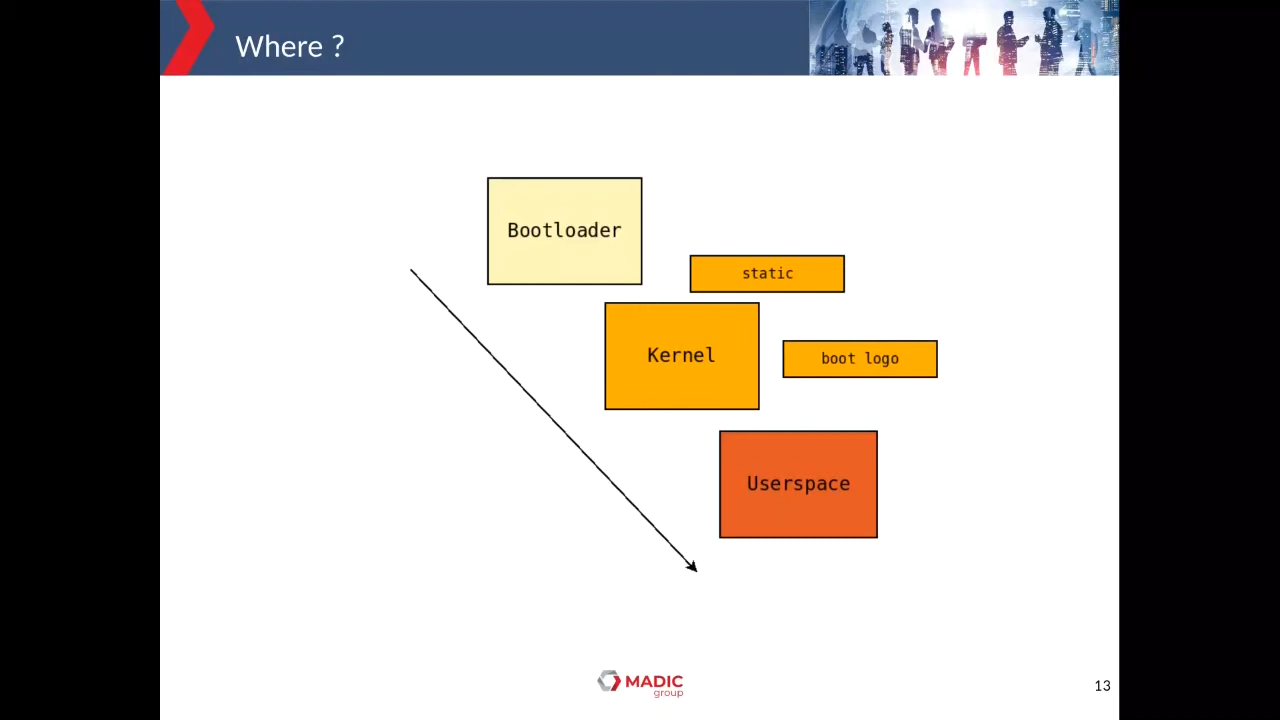 Where ?
Bootloader
static
Kernel
boot logo
Userspace
MADIC
group
13